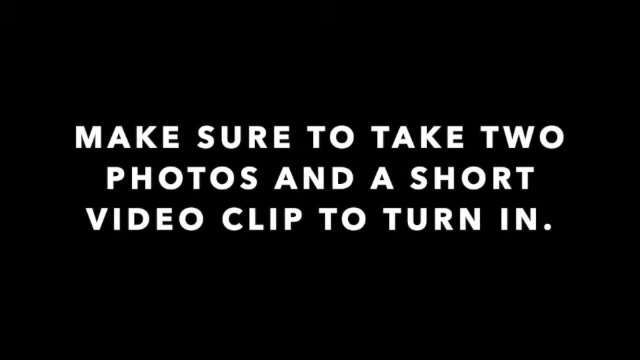 MAKE SURE TO TAKE TWO
PHOTOS AND A SHORT
VIDEO CLIP TO TURN IN.